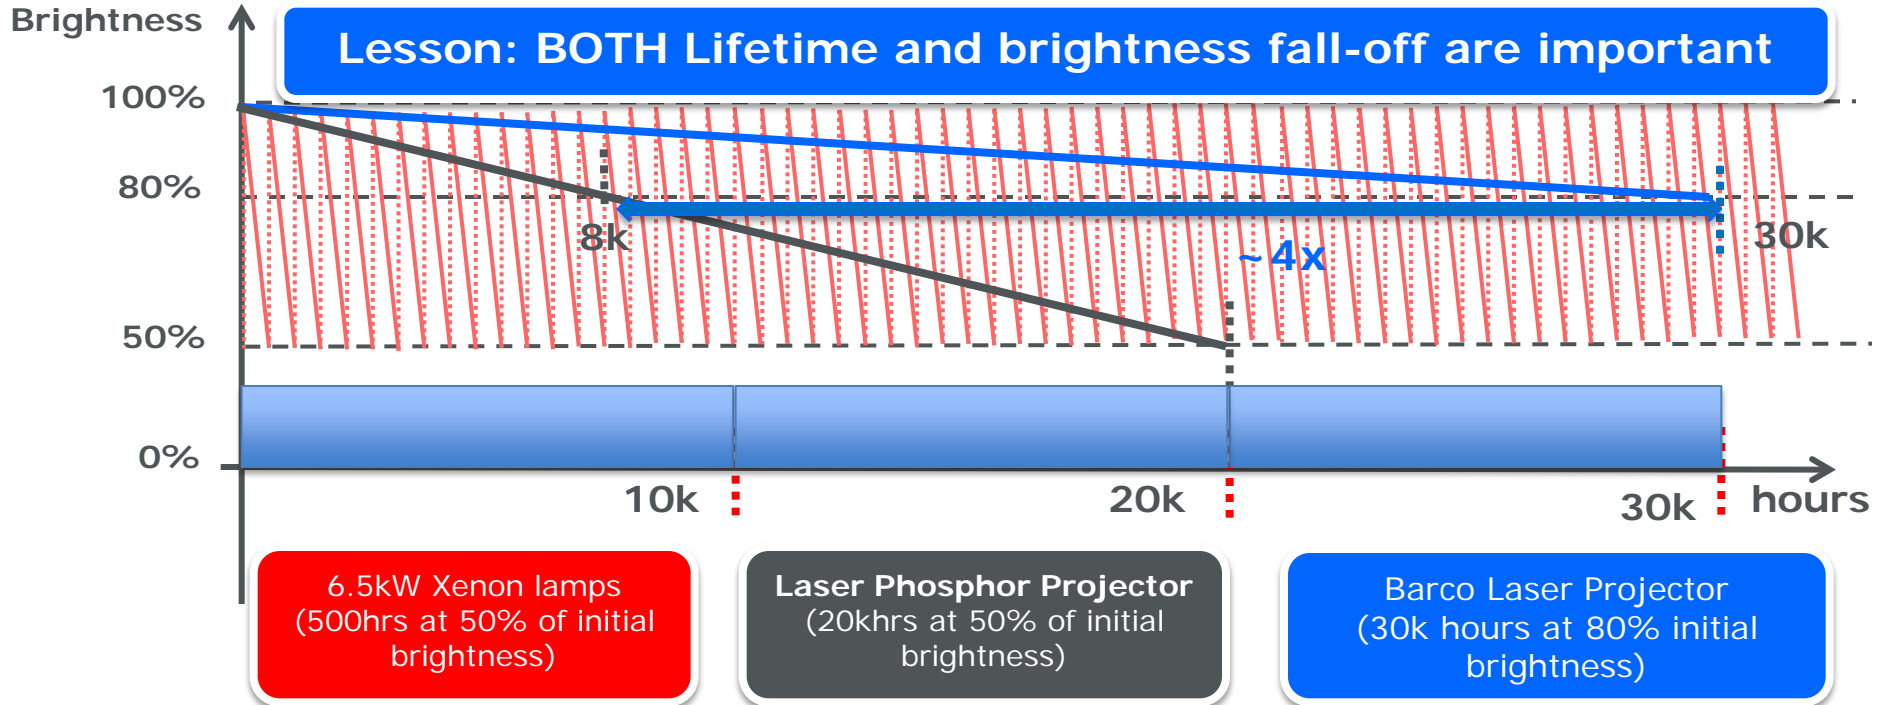 Brightness
Lesson: BOTH Lifetime and brightness fall-off are important
100%
80%
8k
30k
~4x
50%
0%
10k
20k
30k
hours
6.5kW Xenon lamps
(500hrs at 50% of initial
brightness)
Laser Phosphor Projector
(20khrs at 50% of initial
brightness)
Barco Laser Projector
(30k hours at 80% initial
brightness)